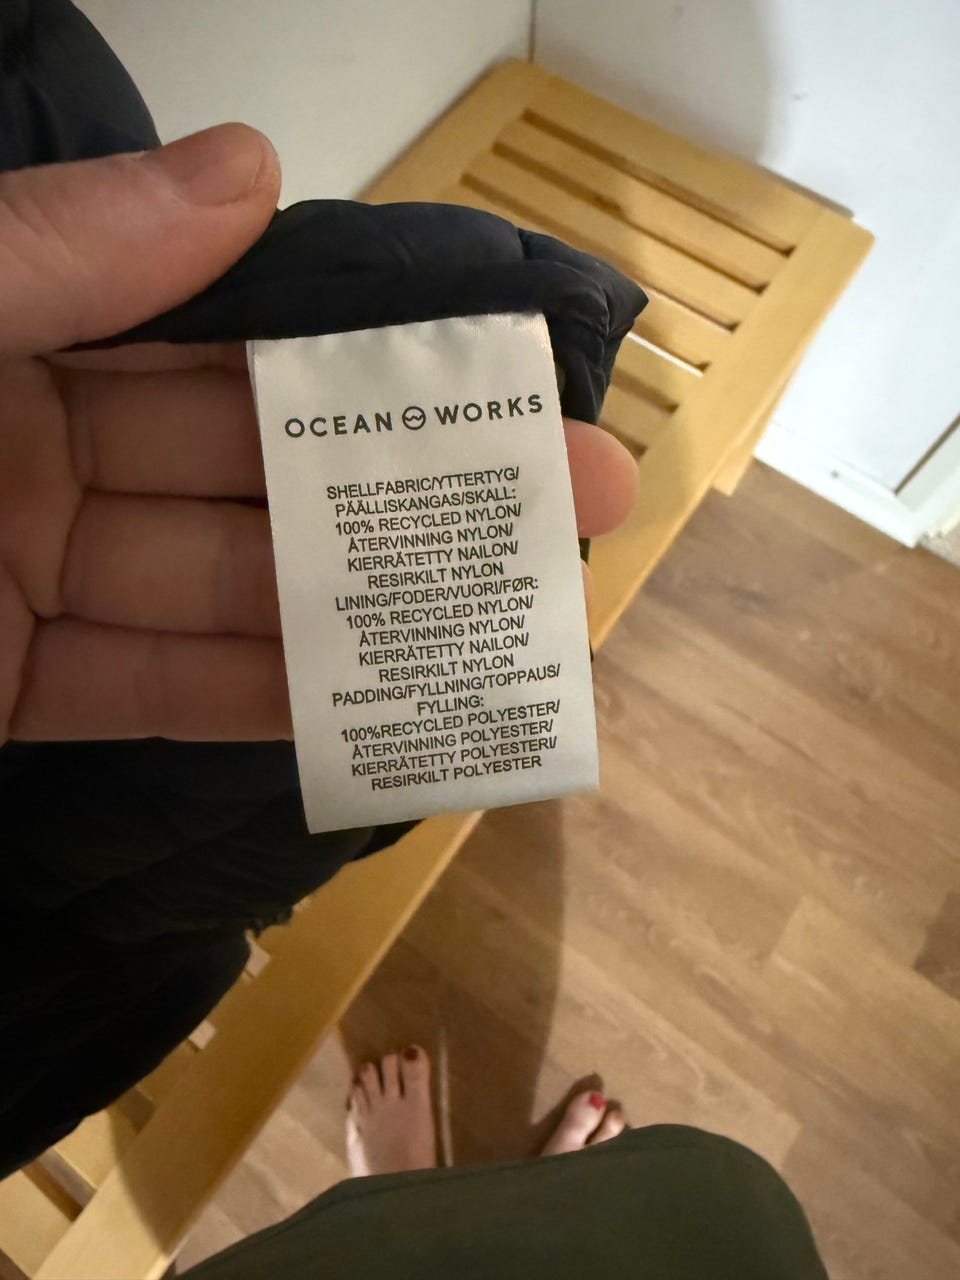 OCEAN WORKS
SHELLFABRIC/YTTERTYG/
PÄÄLLISKANGAS/SKALL:
100% RECYCLED NYLON/
ÅTERVINNING NYLON/
KIERRÄTETTY NAILON/
RESIRKILT NYLON
LINING/FODER/VUORI/FØR:
100% RECYCLED NYLON/
ÅTERVINNING NYLON/
KIERRÄTETTY NAILON/
RESIRKILT NYLON
PADDING/FYLLNING/TOPPAUS/
FYLLING:
100%RECYCLED POLYESTER/
ÅTERVINNING POLYESTER/
KIERRÄTETTY POLYESTERI/
RESIRKILT POLYESTER